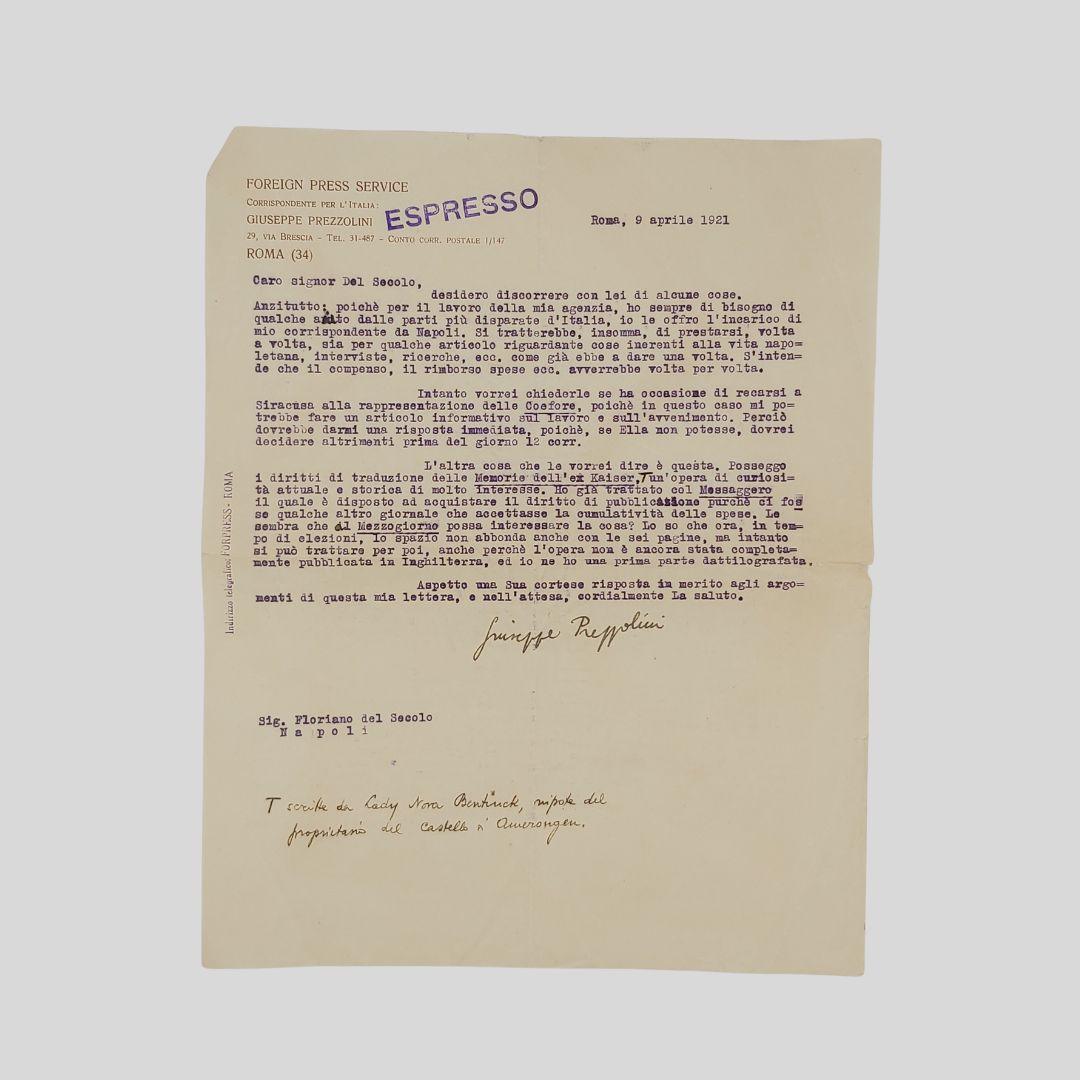 FOREIGN PRESS SERVICE
CORRISPONDENTE PER L'ITALIA:
GIUSEPPE PREZZOLINI
29, VIA BRESCIA - TEL. 31-487 - CONTO CORR. POSTALE 1/147
ROMA (34)
ESPRESSO
Roma, 9 aprile 1921
Caro signor Del Secolo,
desidero discorrere con lei di alcune cose.
Anzitutto: poichè per il lavoro della mia agenzia, ho sempre di bisogno di
qualche aiuto dalle parti più disparate d'Italia, io le offro l'incarico di
mio corrispondente da Napoli. Si tratterebbe, insomma, di prestarsi, volta
a volta, sia per qualche articolo riguardante cose inerenti alla vita napo=
letana, interviste, ricerche, ecc. come già ebbe a dare una volta. S'inten=
de che il compenso, il rimborso spese ecc. avverrebbe volta per volta.
Intanto vorrei chiederle se ha occasione di recarsi a
Siracusa alla rappresentazione delle Coefore, poichè in questo caso mi po=
trebbe fare un articolo informativo sul lavoro e sull'avvenimento. Perciò
dovrebbe darmi una risposta immediata, poichè, se Ella non potesse, dovrei
decidere altrimenti prima del giorno 12 corr.
L'altra cosa che le vorrei dire è questa. Posseggo
i diritti di traduzione delle Memorie dell'ex Kaiser, T un'opera di curiosi=
tà attuale e storica di molto interesse. Ho già trattato col Messaggero
il quale è disposto ad acquistare il diritto di pubblicazione purchè ci fos
se qualche altro giornale che accettasse la cumulatività delle spese. Le
sembra che al Mezzogiorno possa interessare la cosa? Lo so che ora, in tem=
po di elezioni, lo spazio non abbonda anche con le sei pagine, ma intanto
si può trattare per poi, anche perchè l'opera non è ancora stata completa=
mente pubblicata in Inghilterra, ed io ne ho una prima parte dattilografata.
Aspetto una Sua cortese risposta in merito agli argo=
menti di questa mia lettera, e nell'attesa, cordialmente La saluto.
Giuseppe Prezzolini
Indirizzo telegrafico: FORPRESS - ROMA
Sig. Floriano del Secolo
N a p o l i
T scritte da Lady Nora Bentinck, nipote del
proprietario del Castello d'Amerongen.